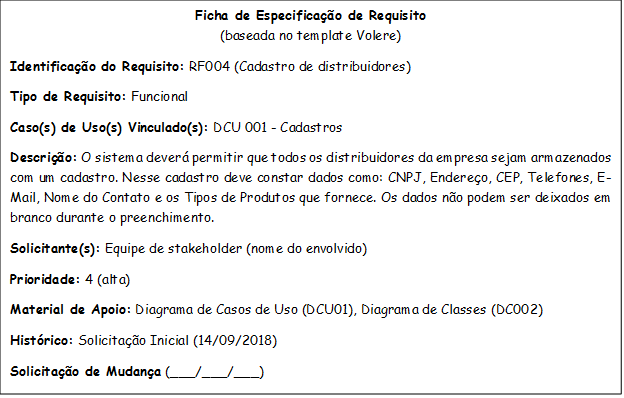 Ficha de Especificação de Requisito
(baseada no template Volere)
Identificação do Requisito: RF004 (Cadastro de distribuidores)
Tipo de Requisito: Funcional
Caso(s) de Uso(s) Vinculado(s): DCU 001 - Cadastros
Descrição: O sistema deverá permitir que todos os distribuidores da empresa sejam armazenados
com um cadastro. Nesse cadastro deve constar dados como: CNPJ, Endereço, CEP, Telefones, E-
Mail, Nome do Contato e os Tipos de Produtos que fornece. Os dados não podem ser deixados em
branco durante o preenchimento.
Solicitante(s): Equipe de stakeholder (nome do envolvido)
Prioridade: 4 (alta)
Material de Apoio: Diagrama de Casos de Uso (DCU01), Diagrama de Classes (DC002)
Histórico: Solicitação Inicial (14/09/2018)
Solicitação de Mudança (___/___/___)